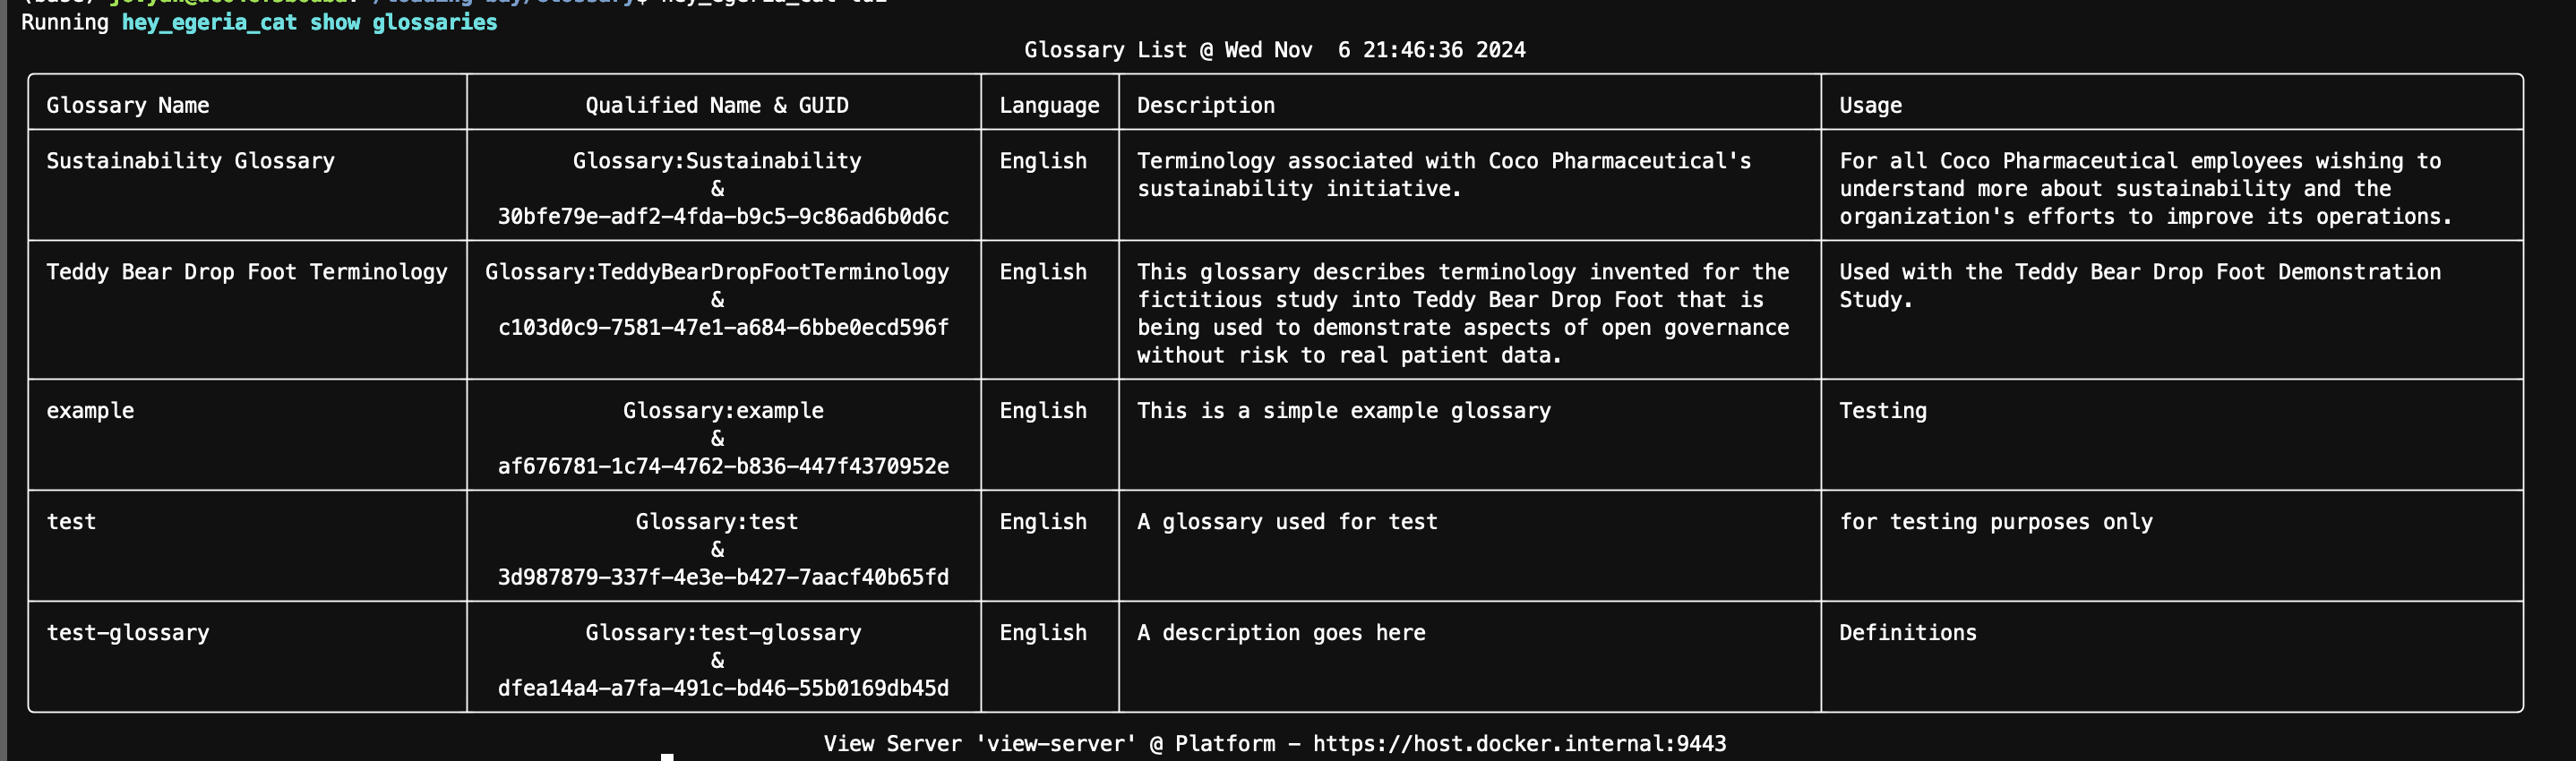 Running hey_egeria_cat show glossaries
Glossary List @ Wed Nov  6 21:46:36 2024
Glossary Name Qualified Name & GUID Language Description Usage
Sustainability Glossary Glossary:Sustainability English Terminology associated with Coco Pharmaceutical's For all Coco Pharmaceutical employees wishing to
& sustainability initiative. understand more about sustainability and the
30bfe79e-adf2-4fda-b9c5-9c86ad6b0d6c organization's efforts to improve its operations.
Teddy Bear Drop Foot Terminology Glossary:TeddyBearDropFootTerminology English This glossary describes terminology invented for the Used with the Teddy Bear Drop Foot Demonstration
& fictitious study into Teddy Bear Drop Foot that is Study.
c103d0c9-7581-47e1-a684-6bbe0ecd596f being used to demonstrate aspects of open governance
without risk to real patient data.
example Glossary:example English This is a simple example glossary Testing
&
af676781-1c74-4762-b836-447f4370952e
test Glossary:test English A glossary used for test for testing purposes only
&
3d987879-337f-4e3e-b427-7aacf40b65fd
test-glossary Glossary:test-glossary English A description goes here Definitions
&
dfea14a4-a7fa-491c-bd46-55b0169db45d
View Server 'view-server' @ Platform - https://host.docker.internal:9443